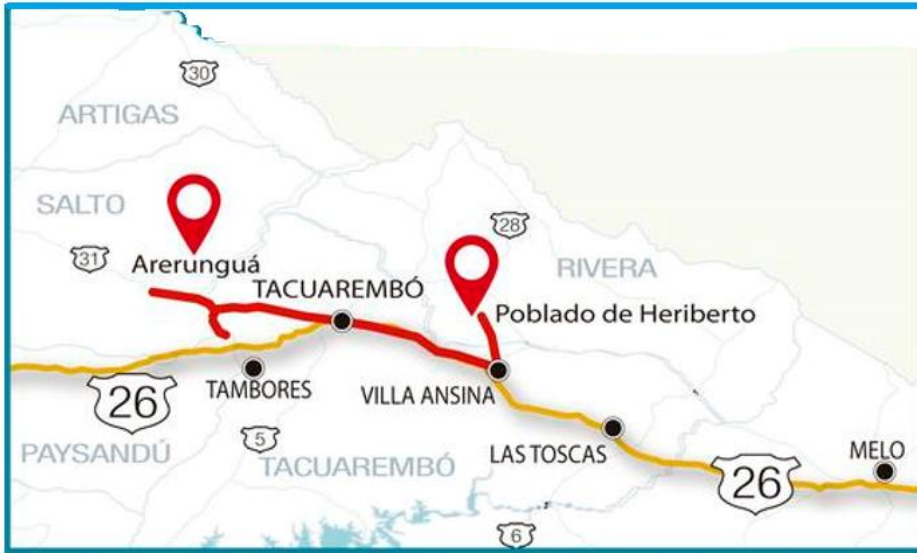 30
ARTIGAS
SALTO
28
31
Arerunguá
RIVERA
TACUAREMBÓ
Poblado de Heriberto
TAMBORES
VILLA ANSINA
26
PAYSANDÚ
5
TACUAREMBÓ
LAS TOSCAS
MELO
26
6